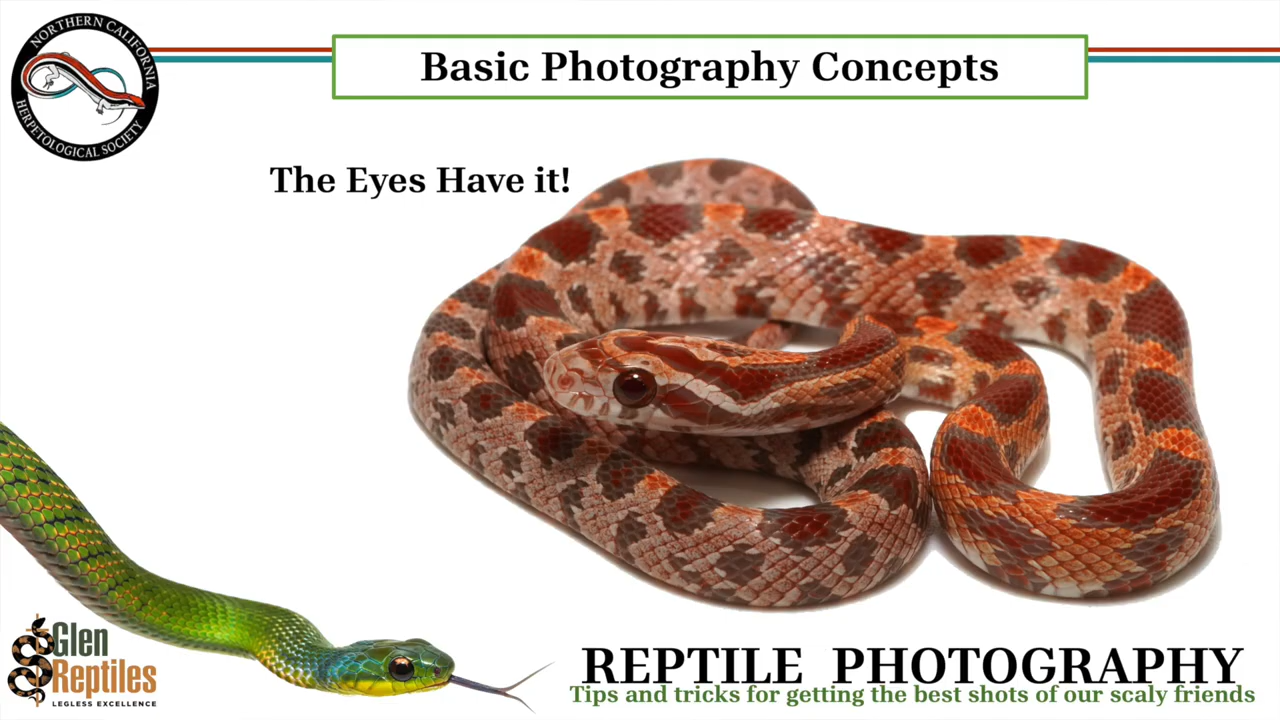 NORTHERN CALIFORNIA
HERPETOLOGICAL SOCIETY
Basic Photography Concepts
The Eyes Have it!
Glen
Reptiles
LEGLESS EXCELLENCE
REPTILE PHOTOGRAPHY
Tips and tricks for getting the best shots of our scaly friends